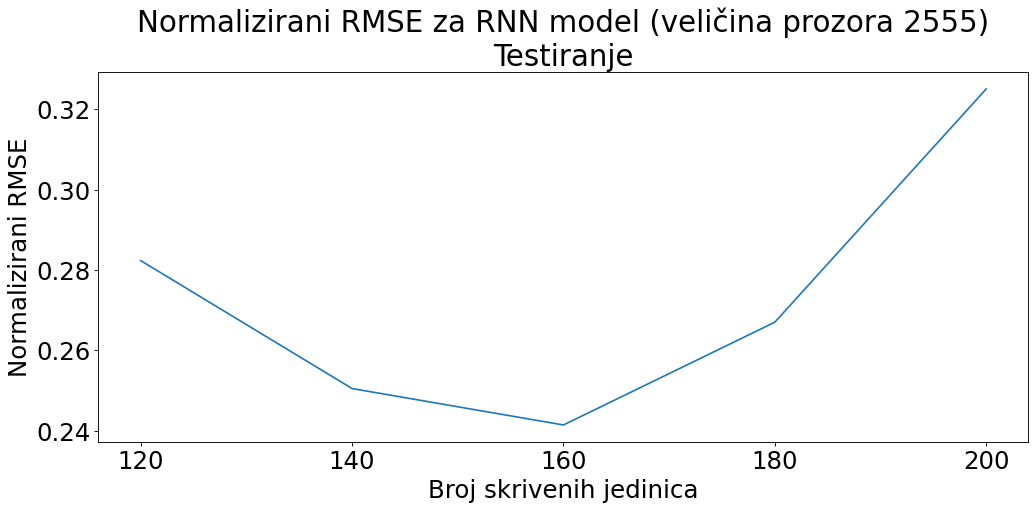 Normalizirani RMSE za RNN model (veličina prozora 2555)
Testiranje
Normalizirani RMSE
0.32
0.30
0.28
0.26
0.24
120 140 160 180 200
Broj skrivenih jedinica